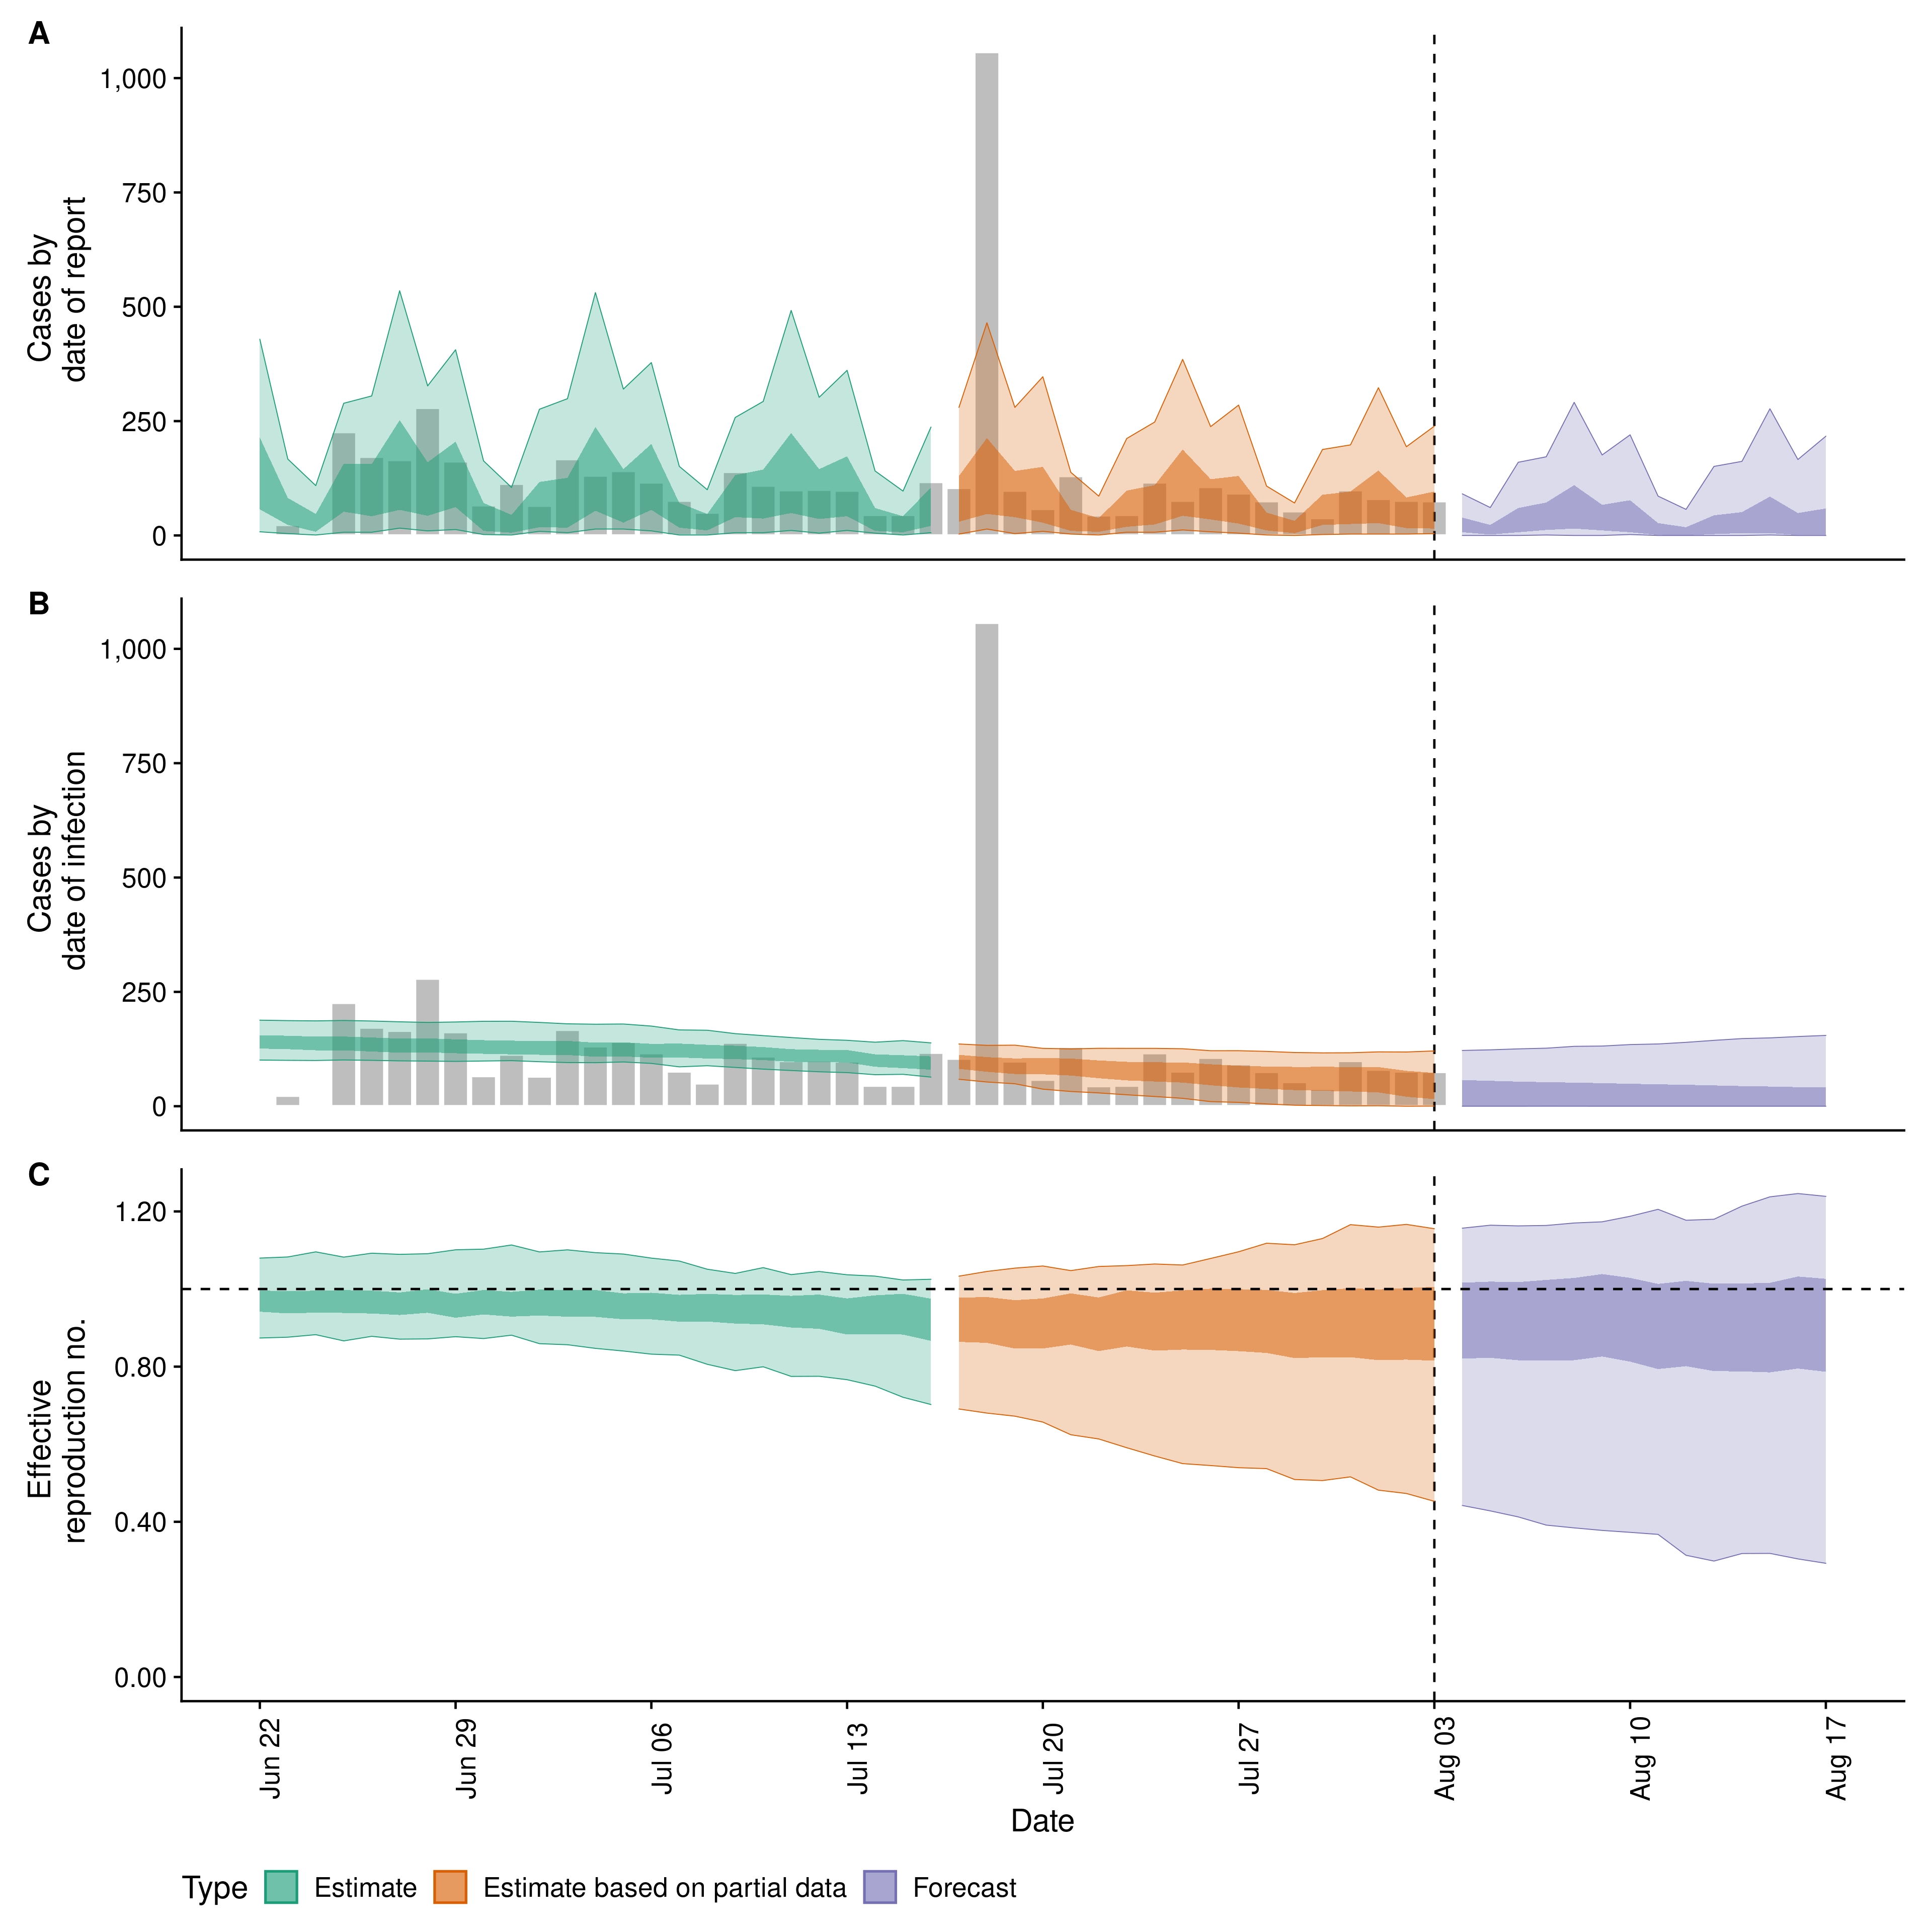 A
Cases by
date of report
1,000
750
500
250
0
B
Cases by
date of infection
1,000
750
500
250
0
C
Effective
reproduction no.
1.20
0.80
0.40
0.00
Jun 22
Jun 29
Jul 06
Jul 13
Jul 20
Jul 27
Aug 03
Aug 10
Aug 17
Date
Type Estimate Estimate based on partial data Forecast